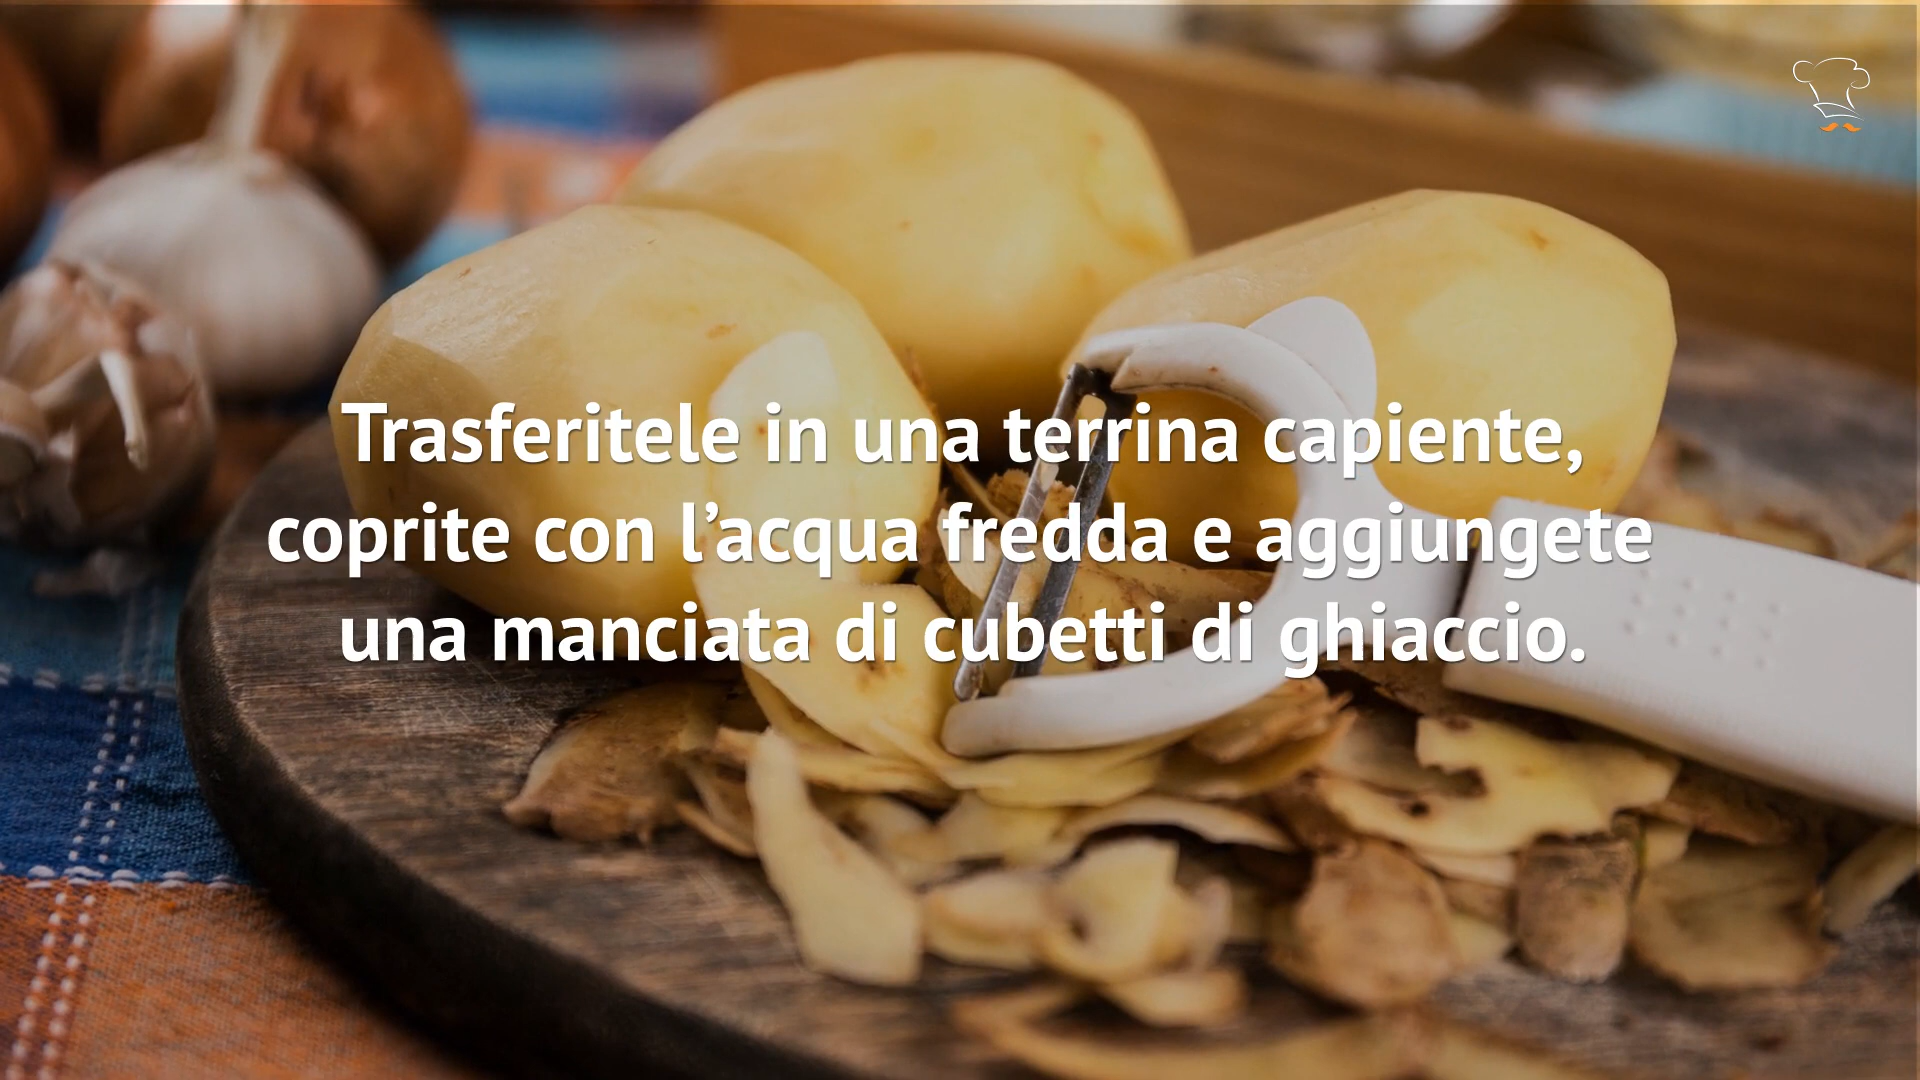 Trasferitele in una terrina capiente,
coprite con l’acqua fredda e aggiungete
una manciata di cubetti di ghiaccio.